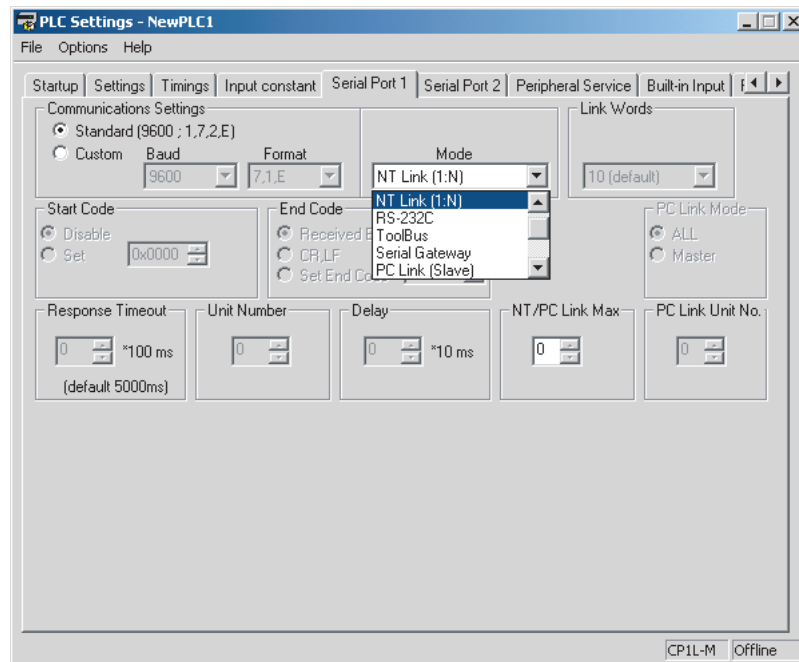 PLC Settings - NewPLC1
File Options Help
Startup Settings Timings Input constant Serial Port 1 Serial Port 2 Peripheral Service Built-in Input
Communications Settings
Link Words
Standard (9600 ; 1,7,2,E)
Custom Baud Format Mode
9600 7,1,E NT Link (1:N) 10 (default)
NT Link (1:N)
RS-232C
ToolBus
Serial Gateway
PC Link (Slave)
Start Code End Code PC Link Mode
Disable Received ALL
Set 0x0000 CR,LF Master
Set End
Response Timeout Unit Number Delay NT/PC Link Max PC Link Unit No.
0 *100 ms 0 0 *10 ms 0 0
(default 5000ms)
CP1L-M Offline